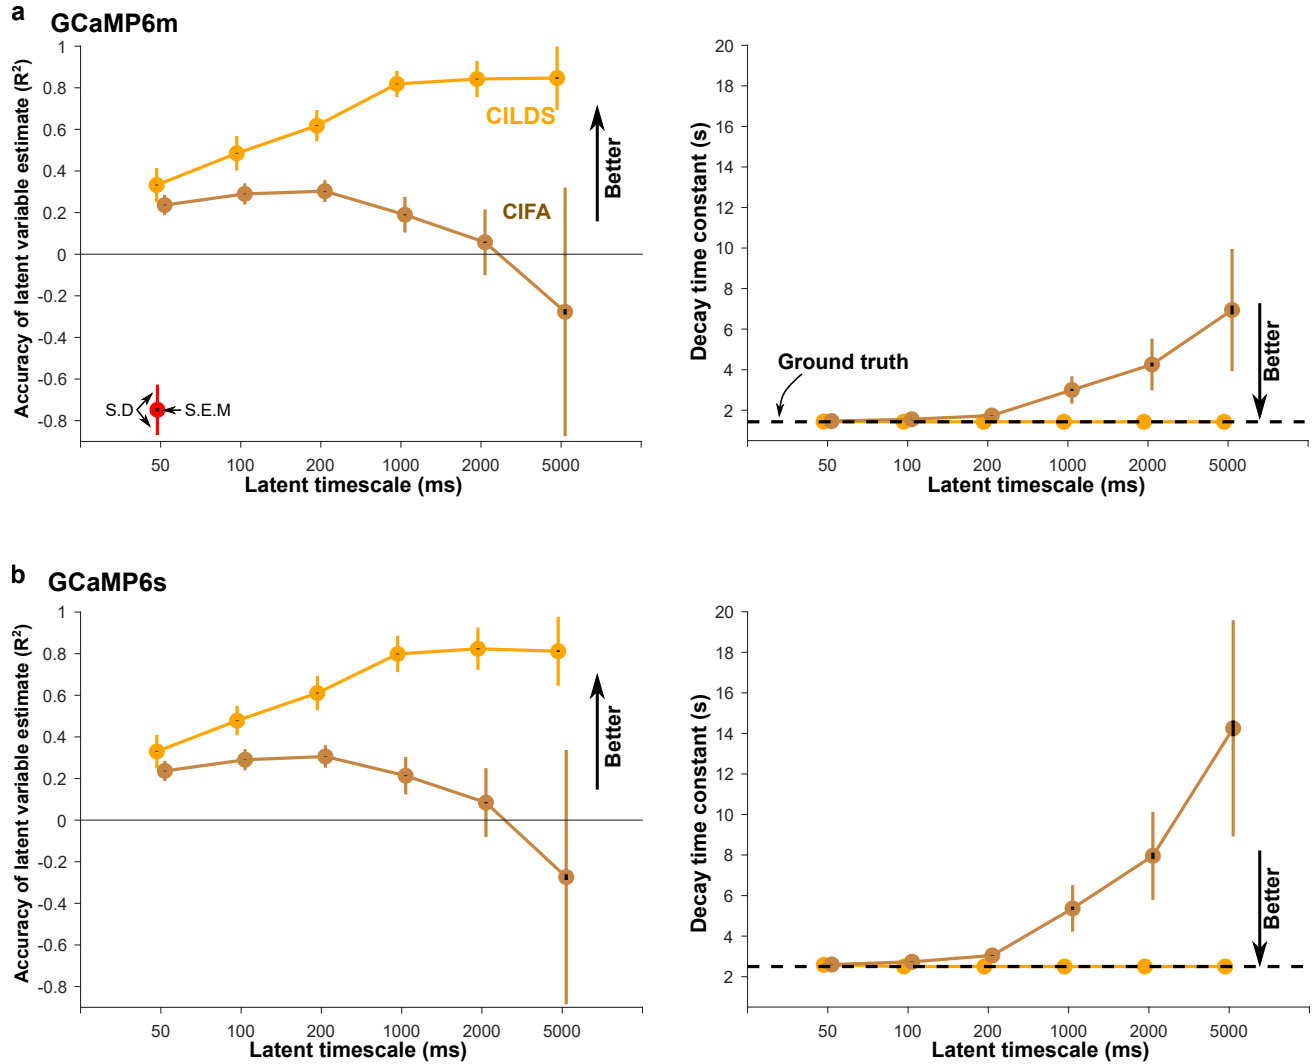 a
GCaMP6m
Accuracy of latent variable estimate (R²)
1
0.8
0.6
0.4
0.2
0
-0.2
-0.4
-0.6
-0.8
CILDS
CIFA
Better
S.D
S.E.M
50 100 200 1000 2000 5000
Latent timescale (ms)
Decay time constant (s)
20
18
16
14
12
10
8
6
4
2
Ground truth
Better
50 100 200 1000 2000 5000
Latent timescale (ms)
b
GCaMP6s
Accuracy of latent variable estimate (R²)
1
0.8
0.6
0.4
0.2
0
-0.2
-0.4
-0.6
-0.8
Better
50 100 200 1000 2000 5000
Latent timescale (ms)
Decay time constant (s)
20
18
16
14
12
10
8
6
4
2
Better
50 100 200 1000 2000 5000
Latent timescale (ms)